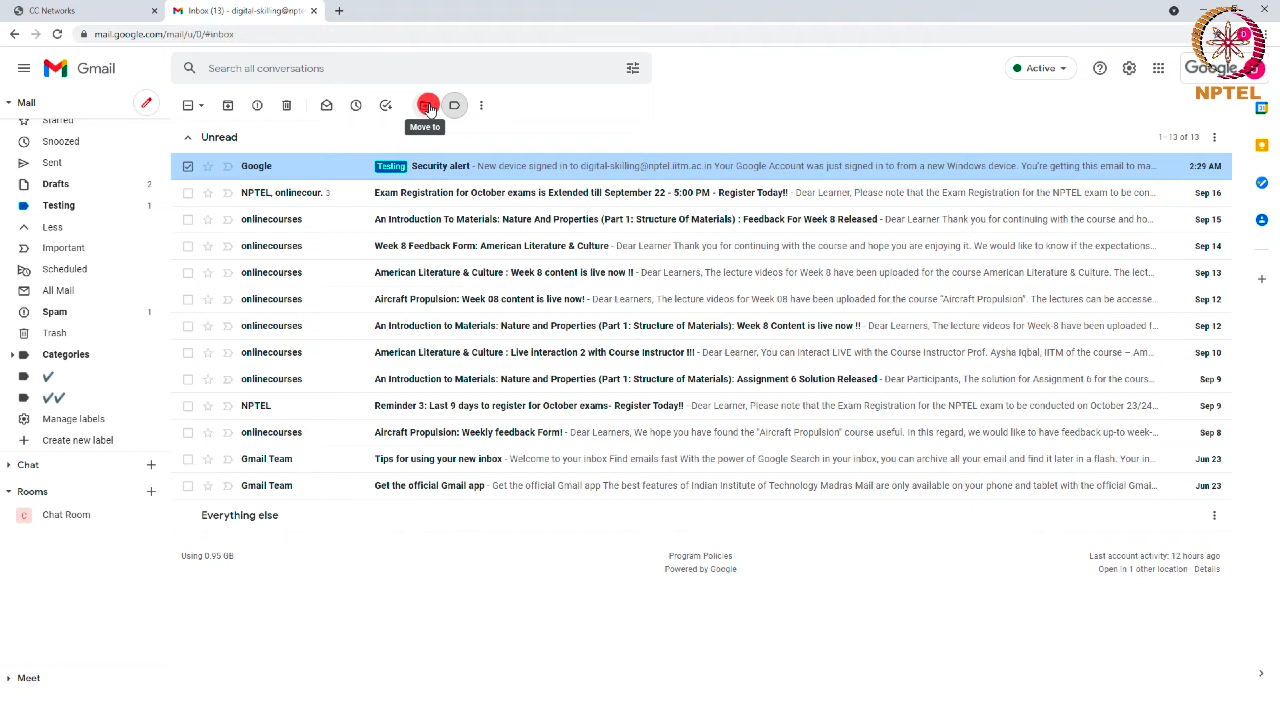 CC Networks
Inbox (13) - digital-skilling@npte
mail.google.com/mail/u/0/#inbox
Gmail
Search all conversations
Active
Google
NPTEL
Mail
Move to
Starred
Snoozed
Sent
Drafts 2
Testing 1
Less
Important
Scheduled
All Mail
Spam 1
Trash
Categories
Manage labels
Create new label
Chat
Rooms
C Chat Room
Meet
Unread 1–13 of 13
Google Testing Security alert - New device signed in to digital-skilling@nptel.iitm.ac.in Your Google Account was just signed in to from a new Windows device. You're getting this email to ma... 2:29 AM
NPTEL, onlinecour. 3 Exam Registration for October exams is Extended till September 22 - 5:00 PM - Register Today!! - Dear Learner, Please note that the Exam Registration for the NPTEL exam to be con... Sep 16
onlinecourses An Introduction To Materials: Nature And Properties (Part 1: Structure Of Materials) : Feedback For Week 8 Released - Dear Learner Thank you for continuing with the course and ho... Sep 15
onlinecourses Week 8 Feedback Form: American Literature & Culture - Dear Learner Thank you for continuing with the course and hope you are enjoying it. We would like to know if the expectations... Sep 14
onlinecourses American Literature & Culture : Week 8 content is live now !! - Dear Learners, The lecture videos for Week 8 have been uploaded for the course American Literature & Culture. The lect... Sep 13
onlinecourses Aircraft Propulsion: Week 08 content is live now! - Dear Learners, The lecture videos for Week 08 have been uploaded for the course “Aircraft Propulsion”. The lectures can be accesse... Sep 12
onlinecourses An Introduction to Materials: Nature and Properties (Part 1: Structure of Materials): Week 8 Content is live now !! - Dear Learners, The lecture videos for Week 8 have been uploaded f... Sep 12
onlinecourses American Literature & Culture : Live interaction 2 with Course Instructor !!! - Dear Learners, You can interact LIVE with the Course Instructor Prof. Aysha Iqbal, IITM of the course – Am... Sep 10
onlinecourses An Introduction to Materials: Nature and Properties (Part 1: Structure of Materials): Assignment 6 Solution Released - Dear Participants, The solution for Assignment 6 for the cours... Sep 9
NPTEL Reminder 3: Last 9 days to register for October exams- Register Today!! - Dear Learner, Please note that the Exam Registration for the NPTEL exam to be conducted on October 23/24... Sep 9
onlinecourses Aircraft Propulsion: Weekly feedback Form! - Dear Learners, We hope you have found the "Aircraft Propulsion" course useful. In this regard, we would like to have feedback up-to week-... Sep 8
Gmail Team Tips for using your new inbox - Welcome to your inbox Find emails fast With the power of Google Search in your inbox, you can archive all your email and find it later in a flash. Your in... Jun 23
Gmail Team Get the official Gmail app - Get the official Gmail app The best features of Indian Institute of Technology Madras Mail are only available on your phone and tablet with the official Gmai... Jun 23
Everything else
Using 0.95 GB
Program Policies
Powered by Google
Last account activity: 12 hours ago
Open in 1 other location · Details